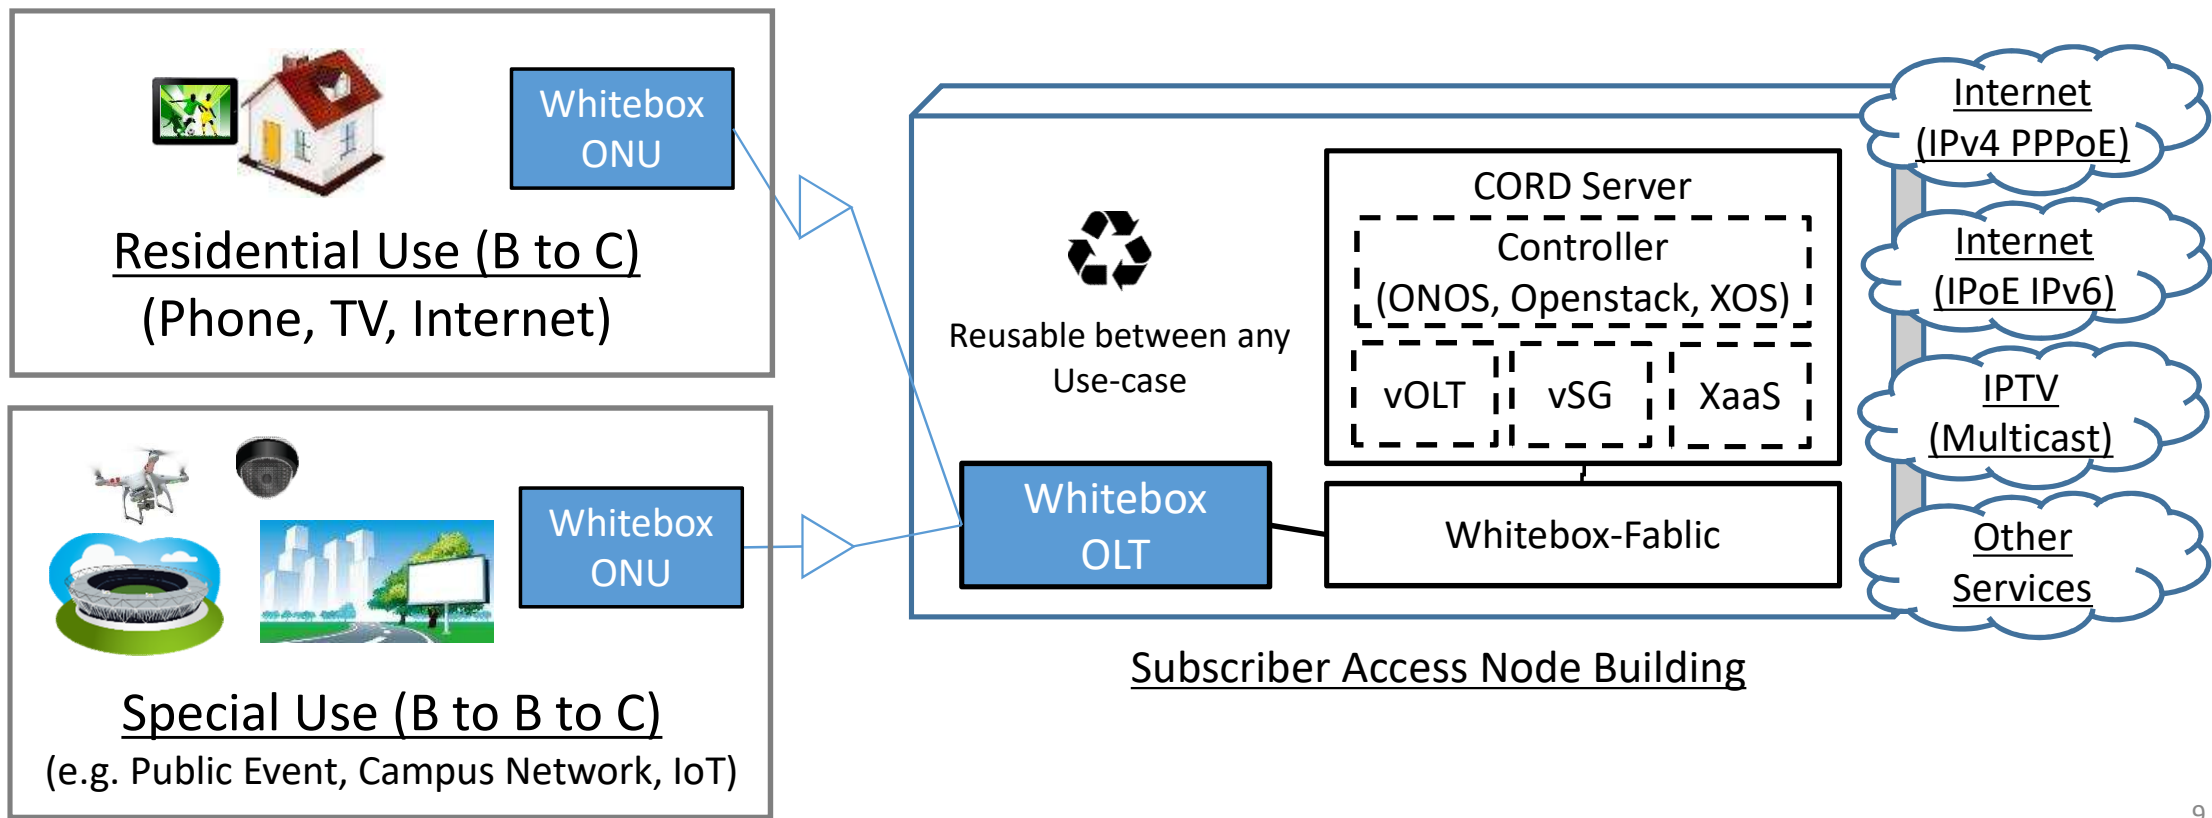 Whitebox
ONU
Residential Use (B to C)
(Phone, TV, Internet)
Whitebox
ONU
Special Use (B to B to C)
(e.g. Public Event, Campus Network, IoT)
Reusable between any
Use-case
CORD Server
Controller
(ONOS, Openstack, XOS)
vOLT
vSG
XaaS
Whitebox
OLT
Whitebox-Fablic
Subscriber Access Node Building
Internet
(IPv4 PPPoE)
Internet
(IPoE IPv6)
IPTV
(Multicast)
Other
Services
9